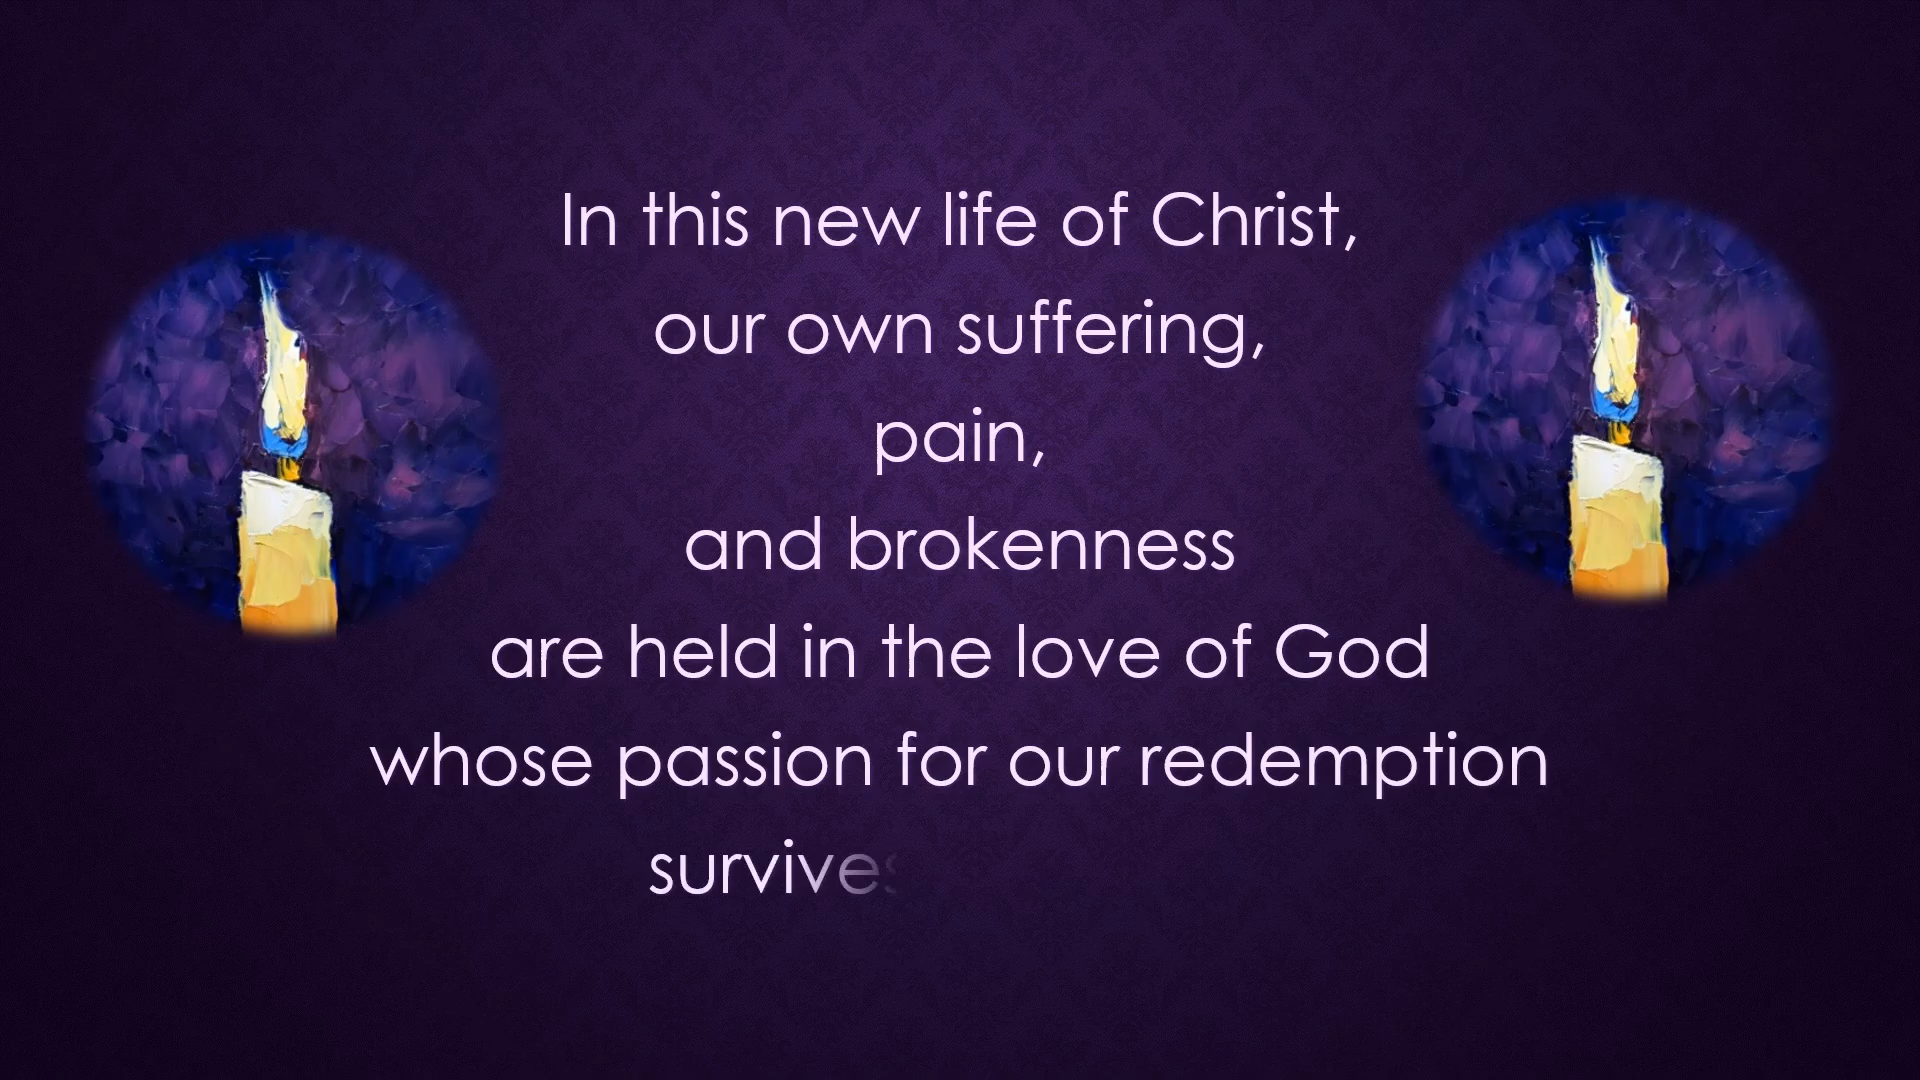 In this new life of Christ,
our own suffering,
pain,
and brokenness
are held in the love of God
whose passion for our redemption
survives